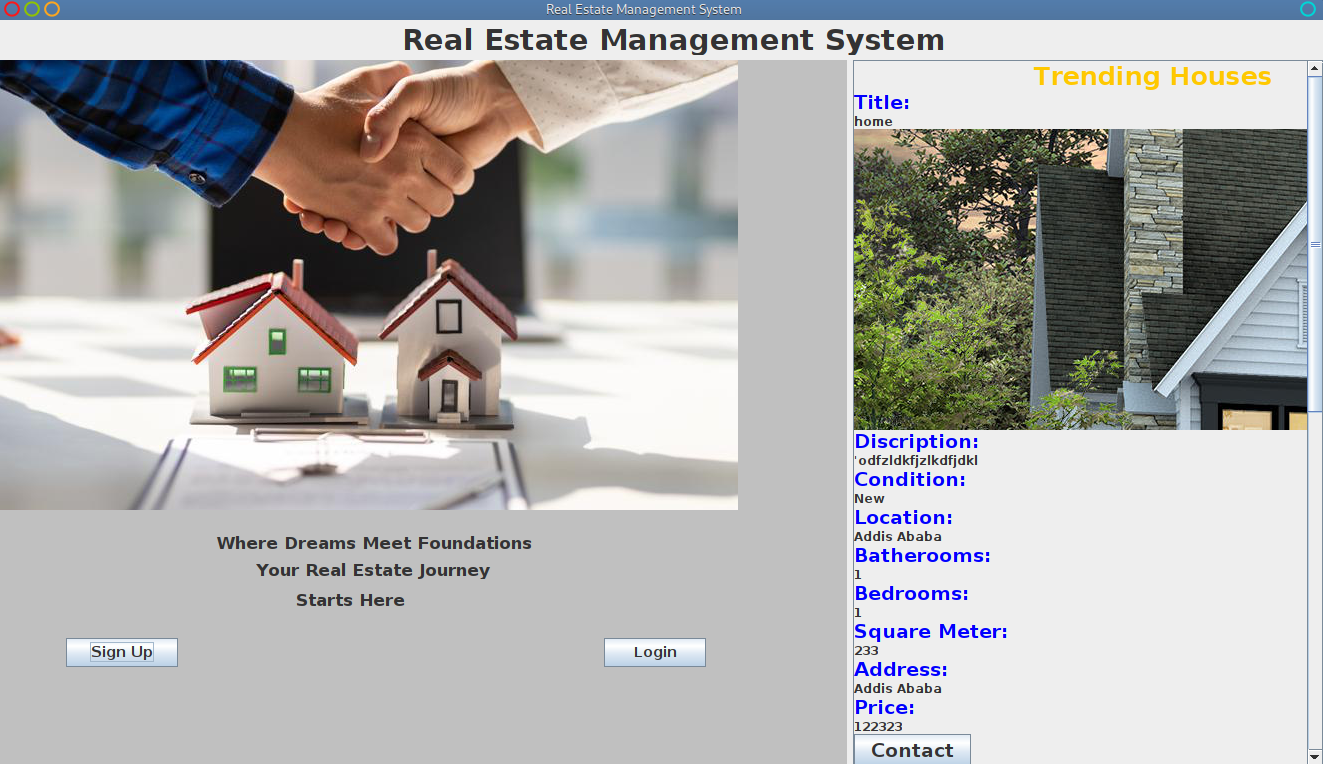 Real Estate Management System
Real Estate Management System
Where Dreams Meet Foundations
Your Real Estate Journey
Starts Here
Sign Up
Login
Trending Houses
Title:
home
Discription:
'odfzldkfjzlkdfjdkl
Condition:
New
Location:
Addis Ababa
Batherooms:
1
Bedrooms:
1
Square Meter:
233
Address:
Addis Ababa
Price:
122323
Contact